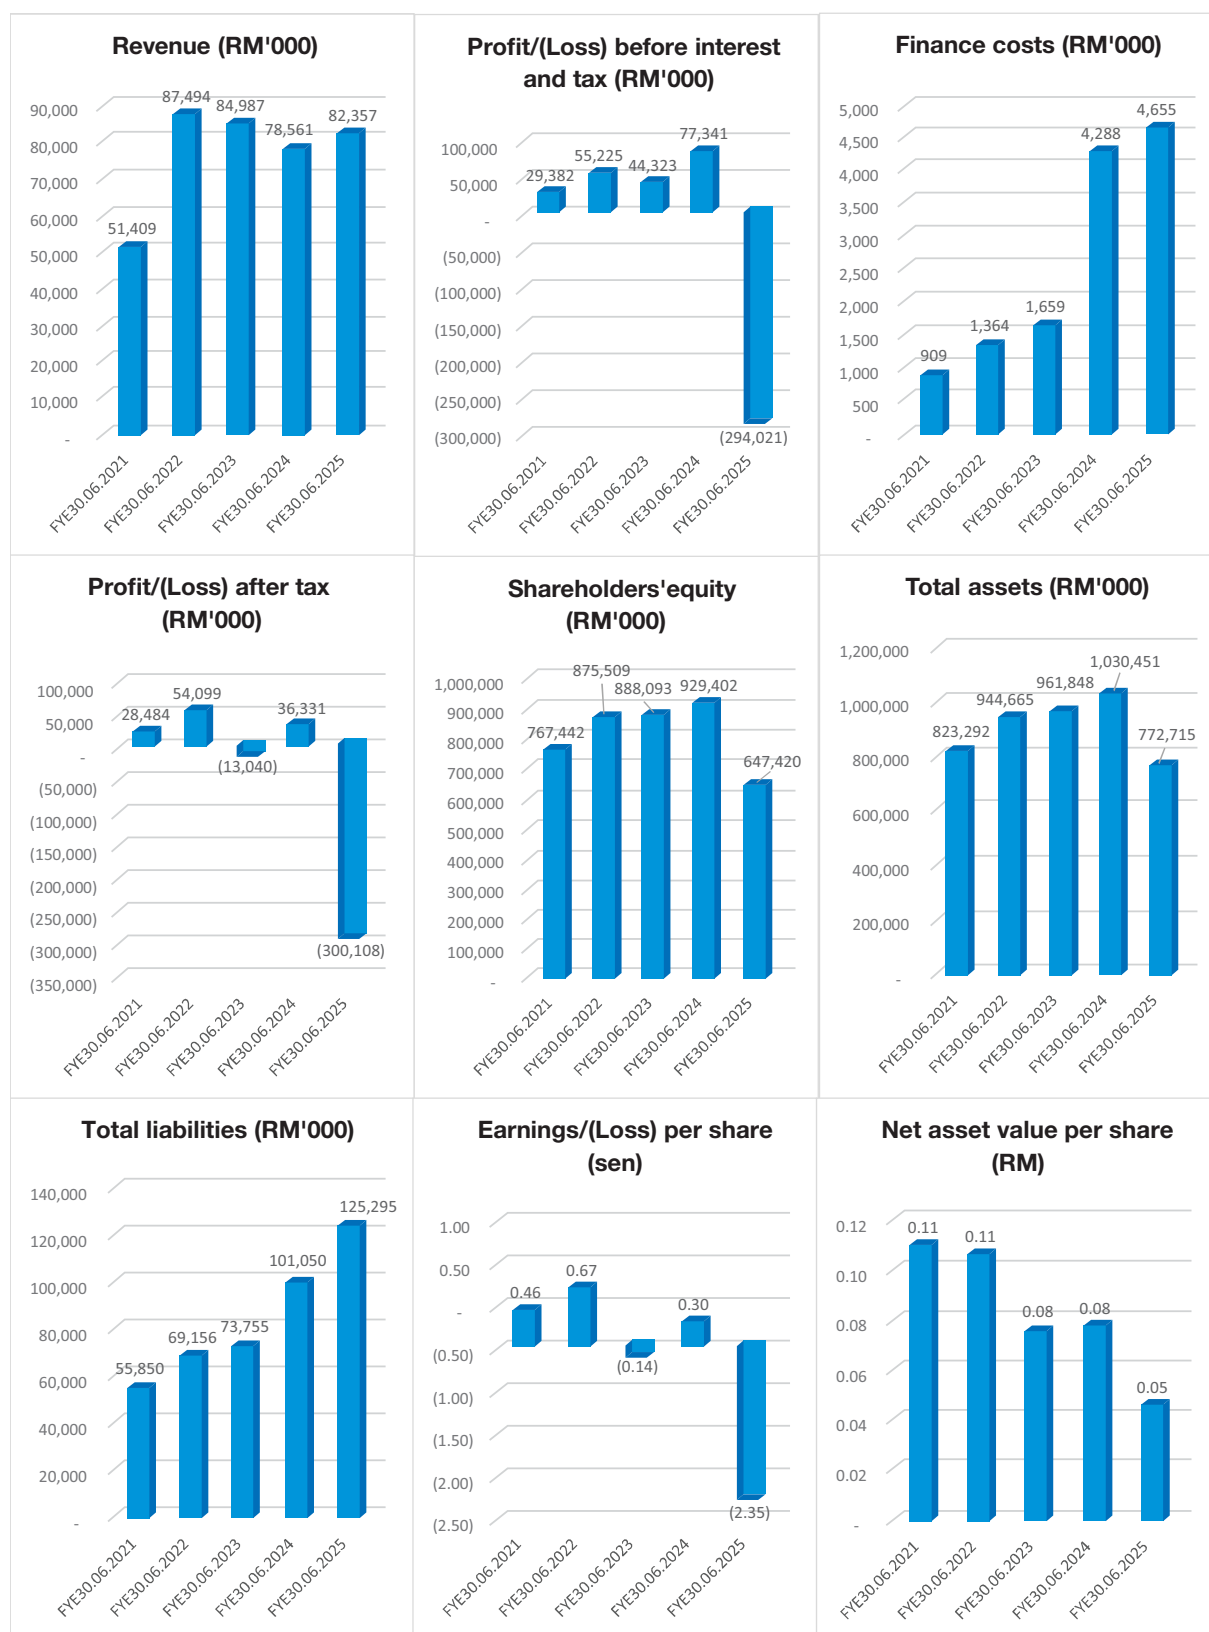 Revenue (RM'000)
90,000
80,000
70,000
60,000
50,000
40,000
30,000
20,000
10,000
-
51,409
87,494
84,987
78,561
82,357
FYE30.06.2021
FYE30.06.2022
FYE30.06.2023
FYE30.06.2024
FYE30.06.2025
Profit/(Loss) before interest
and tax (RM'000)
100,000
50,000
-
(50,000)
(100,000)
(150,000)
(200,000)
(250,000)
(300,000)
29,382
55,225
44,323
77,341
(294,021)
FYE30.06.2021
FYE30.06.2022
FYE30.06.2023
FYE30.06.2024
FYE30.06.2025
Finance costs (RM'000)
5,000
4,500
4,000
3,500
3,000
2,500
2,000
1,500
1,000
500
-
909
1,364
1,659
4,288
4,655
FYE30.06.2021
FYE30.06.2022
FYE30.06.2023
FYE30.06.2024
FYE30.06.2025
Profit/(Loss) after tax
(RM'000)
100,000
50,000
-
(50,000)
(100,000)
(150,000)
(200,000)
(250,000)
(300,000)
(350,000)
28,484
54,099
(13,040)
36,331
(300,108)
FYE30.06.2021
FYE30.06.2022
FYE30.06.2023
FYE30.06.2024
FYE30.06.2025
Shareholders'equity
(RM'000)
1,000,000
900,000
800,000
700,000
600,000
500,000
400,000
300,000
200,000
100,000
-
767,442
875,509
888,093
929,402
647,420
FYE30.06.2021
FYE30.06.2022
FYE30.06.2023
FYE30.06.2024
FYE30.06.2025
Total assets (RM'000)
1,200,000
1,000,000
800,000
600,000
400,000
200,000
-
823,292
944,665
961,848
1,030,451
772,715
FYE30.06.2021
FYE30.06.2022
FYE30.06.2023
FYE30.06.2024
FYE30.06.2025
Total liabilities (RM'000)
140,000
120,000
100,000
80,000
60,000
40,000
20,000
-
55,850
69,156
73,755
101,050
125,295
FYE30.06.2021
FYE30.06.2022
FYE30.06.2023
FYE30.06.2024
FYE30.06.2025
Earnings/(Loss) per share
(sen)
1.00
0.50
-
(0.50)
(1.00)
(1.50)
(2.00)
(2.50)
0.46
0.67
(0.14)
0.30
(2.35)
FYE30.06.2021
FYE30.06.2022
FYE30.06.2023
FYE30.06.2024
FYE30.06.2025
Net asset value per share
(RM)
0.12
0.10
0.08
0.06
0.04
0.02
-
0.11
0.11
0.08
0.08
0.05
FYE30.06.2021
FYE30.06.2022
FYE30.06.2023
FYE30.06.2024
FYE30.06.2025